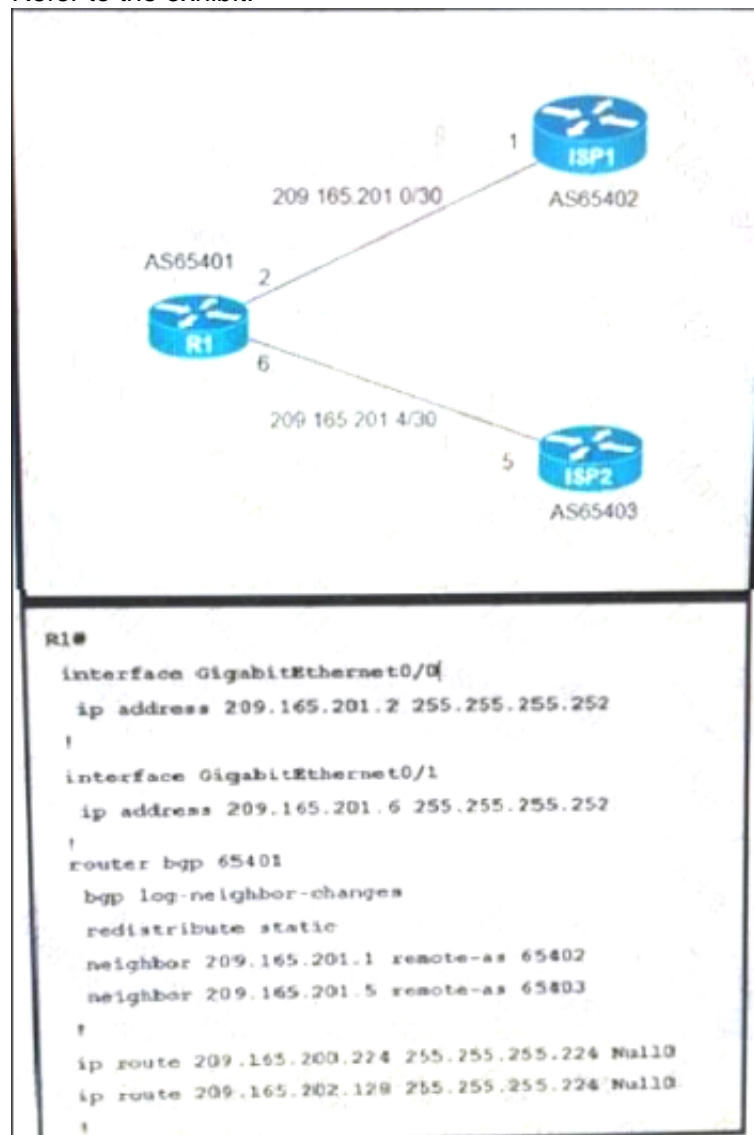 Refer to the exhibit.
1
ISP1
209 165.201 0/30
AS65402
AS65401
2
R1
6
209 165 201 4/30
5
ISP2
AS65403
R1#
interface GigabitEthernet0/0
ip address 209.165.201.2 255.255.255.252
!
interface GigabitEthernet0/1
ip address 209.165.201.6 255.255.255.252
!
router bgp 65401
bgp log-neighbor-changes
redistribute static
neighbor 209.165.201.1 remote-as 65402
neighbor 209.165.201.5 remote-as 65403
!
ip route 209.165.200.224 255.255.255.224 Null0
ip route 209.165.202.128 255.255.255.224 Null0
!